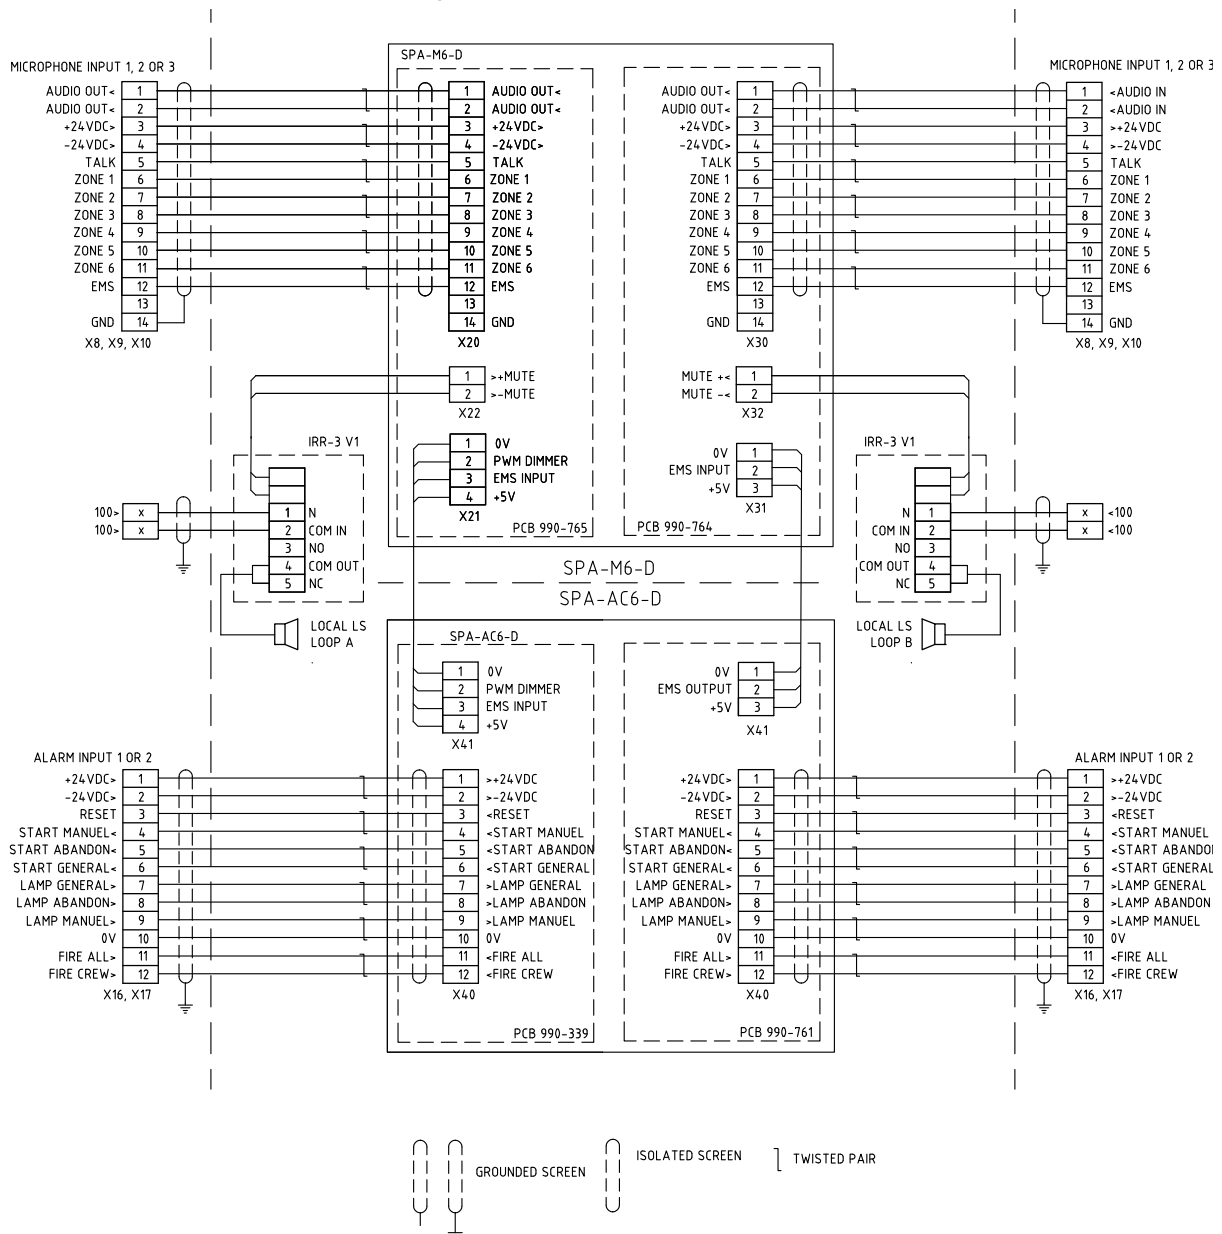 SPA-M6-D
MICROPHONE INPUT 1, 2 OR 3
AUDIO OUT< 1
AUDIO OUT< 2
+24VDC> 3
-24VDC> 4
TALK 5
ZONE 1 6
ZONE 2 7
ZONE 3 8
ZONE 4 9
ZONE 5 10
ZONE 6 11
EMS 12
13
GND 14
X8, X9, X10
1 AUDIO OUT<
2 AUDIO OUT<
3 +24VDC>
4 -24VDC>
5 TALK
6 ZONE 1
7 ZONE 2
8 ZONE 3
9 ZONE 4
10 ZONE 5
11 ZONE 6
12 EMS
13
14 GND
X20
AUDIO OUT< 1
AUDIO OUT< 2
+24VDC> 3
-24VDC> 4
TALK 5
ZONE 1 6
ZONE 2 7
ZONE 3 8
ZONE 4 9
ZONE 5 10
ZONE 6 11
EMS 12
13
GND 14
X30
MICROPHONE INPUT 1, 2 OR 3
1 <AUDIO IN
2 <AUDIO IN
3 >+24VDC
4 >-24VDC
5 TALK
6 ZONE 1
7 ZONE 2
8 ZONE 3
9 ZONE 4
10 ZONE 5
11 ZONE 6
12 EMS
13
14 GND
X8, X9, X10
1 >+MUTE
2 >-MUTE
X22
MUTE +< 1
MUTE -< 2
X32
1 0V
2 PWM DIMMER
3 EMS INPUT
4 +5V
X21
PCB 990-765
0V 1
EMS INPUT 2
+5V 3
X31
PCB 990-764
IRR-3 V1
100> x
100> x
1 N
2 COM IN
3 NO
4 COM OUT
5 NC
LOCAL LS
LOOP A
IRR-3 V1
N 1
COM IN 2
NO 3
COM OUT 4
NC 5
x <100
x <100
LOCAL LS
LOOP B
SPA-M6-D
SPA-AC6-D
SPA-AC6-D
1 0V
2 PWM DIMMER
3 EMS INPUT
4 +5V
X41
0V 1
EMS OUTPUT 2
+5V 3
X41
ALARM INPUT 1 OR 2
+24VDC> 1
-24VDC> 2
RESET 3
START MANUEL< 4
START ABANDON< 5
START GENERAL< 6
LAMP GENERAL> 7
LAMP ABANDON> 8
LAMP MANUEL> 9
0V 10
FIRE ALL> 11
FIRE CREW> 12
X16, X17
1 >+24VDC
2 >-24VDC
3 <RESET
4 <START MANUEL
5 <START ABANDON
6 <START GENERAL
7 >LAMP GENERAL
8 >LAMP ABANDON
9 >LAMP MANUEL
10 0V
11 <FIRE ALL
12 <FIRE CREW
X40
PCB 990-339
+24VDC> 1
-24VDC> 2
RESET 3
START MANUEL< 4
START ABANDON< 5
START GENERAL< 6
LAMP GENERAL> 7
LAMP ABANDON> 8
LAMP MANUEL> 9
0V 10
FIRE ALL> 11
FIRE CREW> 12
X40
PCB 990-761
ALARM INPUT 1 OR 2
1 >+24VDC
2 >-24VDC
3 <RESET
4 <START MANUEL
5 <START ABANDON
6 <START GENERAL
7 >LAMP GENERAL
8 >LAMP ABANDON
9 >LAMP MANUEL
10 0V
11 <FIRE ALL
12 <FIRE CREW
X16, X17
GROUNDED SCREEN
ISOLATED SCREEN
TWISTED PAIR